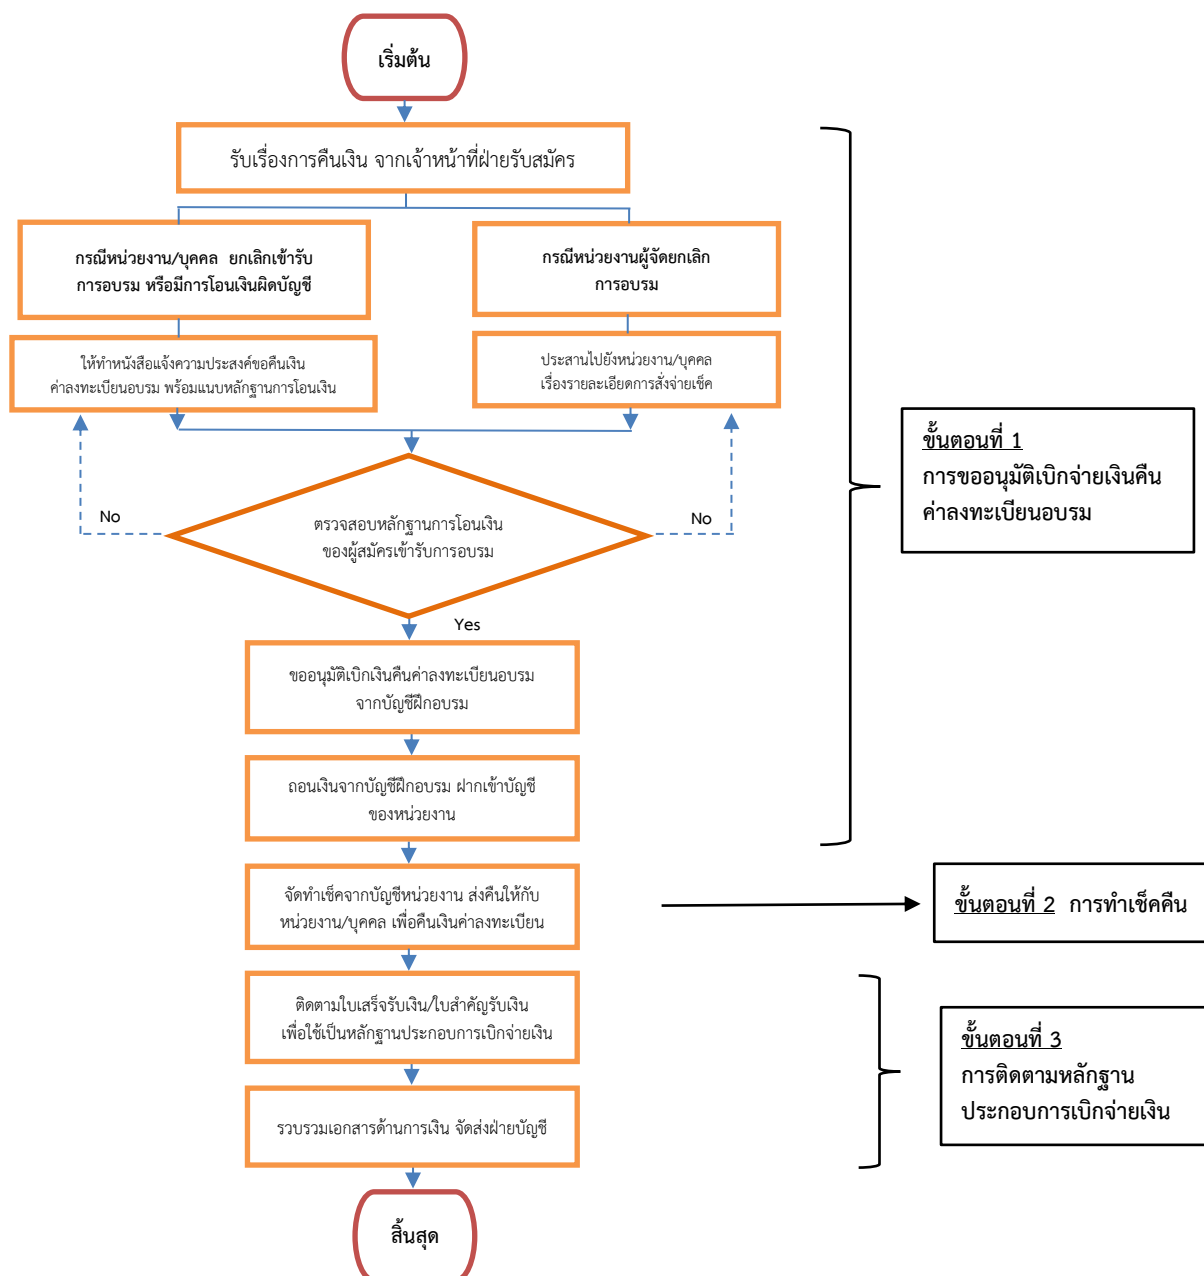 เริ่มต้น
รับเรื่องการคืนเงิน จากเจ้าหน้าที่ฝ่ายรับสมัคร
กรณีหน่วยงาน/บุคคล ยกเลิกเข้ารับ
การอบรม หรือมีการโอนเงินผิดบัญชี
กรณีหน่วยงานผู้จัดยกเลิก
การอบรม
ให้ทำหนังสือแจ้งความประสงค์ขอคืนเงิน
ค่าลงทะเบียนอบรม พร้อมแนบหลักฐานการโอนเงิน
ประสานไปยังหน่วยงาน/บุคคล
เรื่องรายละเอียดการสั่งจ่ายเช็ค
ขั้นตอนที่ 1
การขออนุมัติเบิกจ่ายเงินคืน
ค่าลงทะเบียนอบรม
No
ตรวจสอบหลักฐานการโอนเงิน
ของผู้สมัครเข้ารับการอบรม
No
Yes
ขออนุมัติเบิกเงินคืนค่าลงทะเบียนอบรม
จากบัญชีฝึกอบรม
ถอนเงินจากบัญชีฝึกอบรม ฝากเข้าบัญชี
ของหน่วยงาน
จัดทำเช็คจากบัญชีหน่วยงาน ส่งคืนให้กับ
หน่วยงาน/บุคคล เพื่อคืนเงินค่าลงทะเบียน
ขั้นตอนที่ 2 การทำเช็คคืน
ติดตามใบเสร็จรับเงิน/ใบสำคัญรับเงิน
เพื่อใช้เป็นหลักฐานประกอบการเบิกจ่ายเงิน
ขั้นตอนที่ 3
การติดตามหลักฐาน
ประกอบการเบิกจ่ายเงิน
รวบรวมเอกสารด้านการเงิน จัดส่งฝ่ายบัญชี
สิ้นสุด